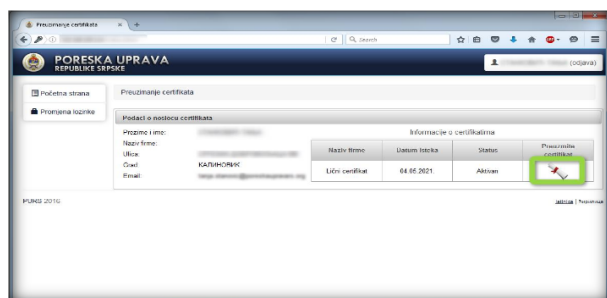 Preuzimanje certifikata
Search
PORESKA UPRAVA
REPUBLIKE SRPSKE
(odjava)
Početna strana
Promjena lozinke
Preuzimanje certifikata
Podaci o nosiocu certifikata
Prezime i ime:
Naziv firme:
Ulica
Grad
КАЛИНОВИК
Email
Informacije o certifikatima
Naziv firme
Datum isteka
Status
Preuzmite
certifikat
Lični certifikat
04.05.2021
Aktivan
PURS 2016